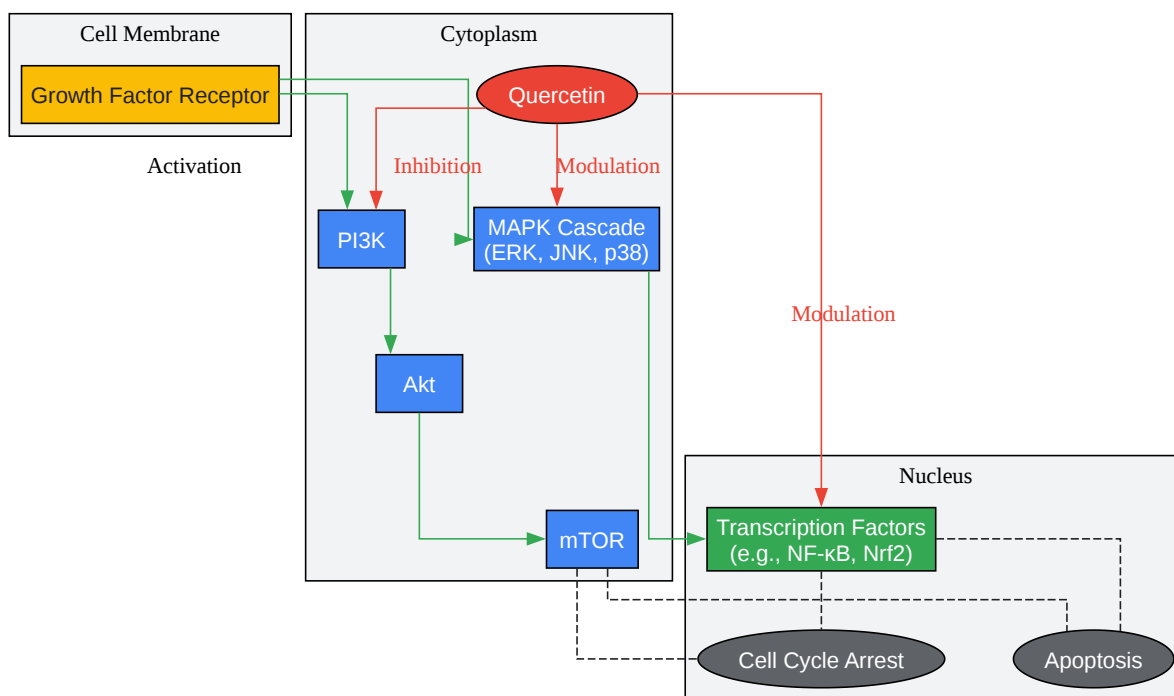 Cell Membrane
Cytoplasm
Growth Factor Receptor
Quercetin
Activation
Inhibition
Modulation
PI3K
MAPK Cascade
(ERK, JNK, p38)
Modulation
Akt
Nucleus
mTOR
Transcription Factors
(e.g., NF-κB, Nrf2)
Cell Cycle Arrest
Apoptosis